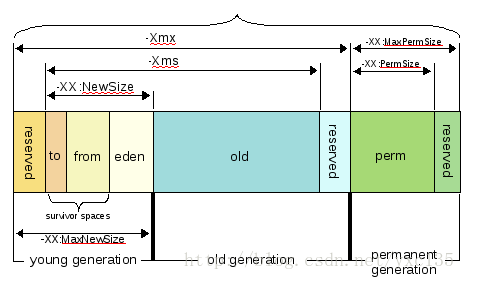 -Xmx
-XX:MaxPermSize
-Xms
-XX:PermSize
-XX:NewSize
reserved
to
from
eden
old
reserved
perm
reserved
survivor spaces
-XX:MaxNewSize
young generation
old generation
permanent
generation